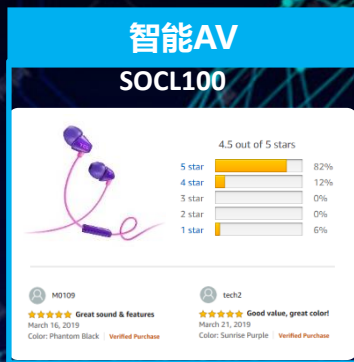 智能AV
SOCL100
4.5 out of 5 stars
5 star 82%
4 star 12%
3 star 0%
2 star 0%
1 star 6%
M0109
Great sound & features
March 16, 2019
Color: Phantom Black | Verified Purchase
tech2
Good value, great color!
March 21, 2019
Color: Sunrise Purple | Verified Purchase